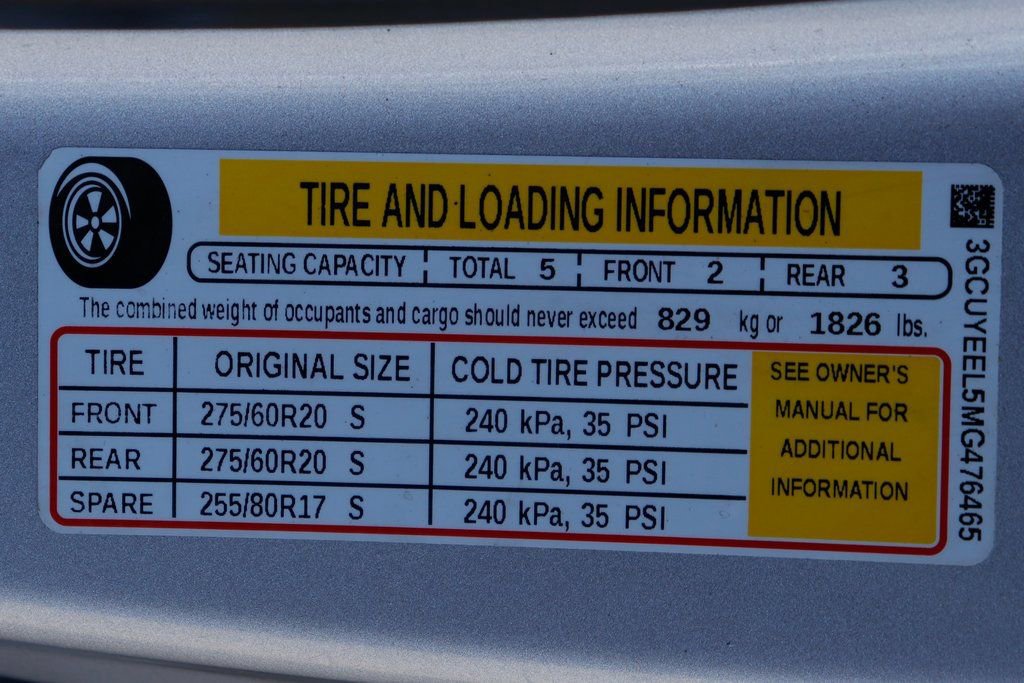 TIRE AND LOADING INFORMATION
SEATING CAPACITY TOTAL 5 FRONT 2 REAR 3
The combined weight of occupants and cargo should never exceed 829 kg or 1826 lbs.
TIRE ORIGINAL SIZE COLD TIRE PRESSURE
FRONT 275/60R20 S 240 kPa, 35 PSI
REAR 275/60R20 S 240 kPa, 35 PSI
SPARE 255/80R17 S 240 kPa, 35 PSI
SEE OWNER'S
MANUAL FOR
ADDITIONAL
INFORMATION
3GCUYEEL5MG476465